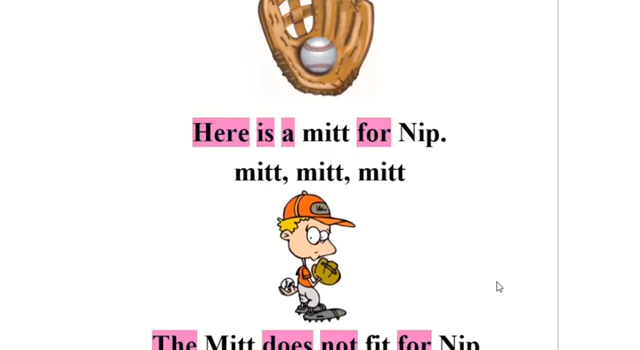 Here is a mitt for Nip.
mitt, mitt, mitt
The Mitt does not fit for Nip